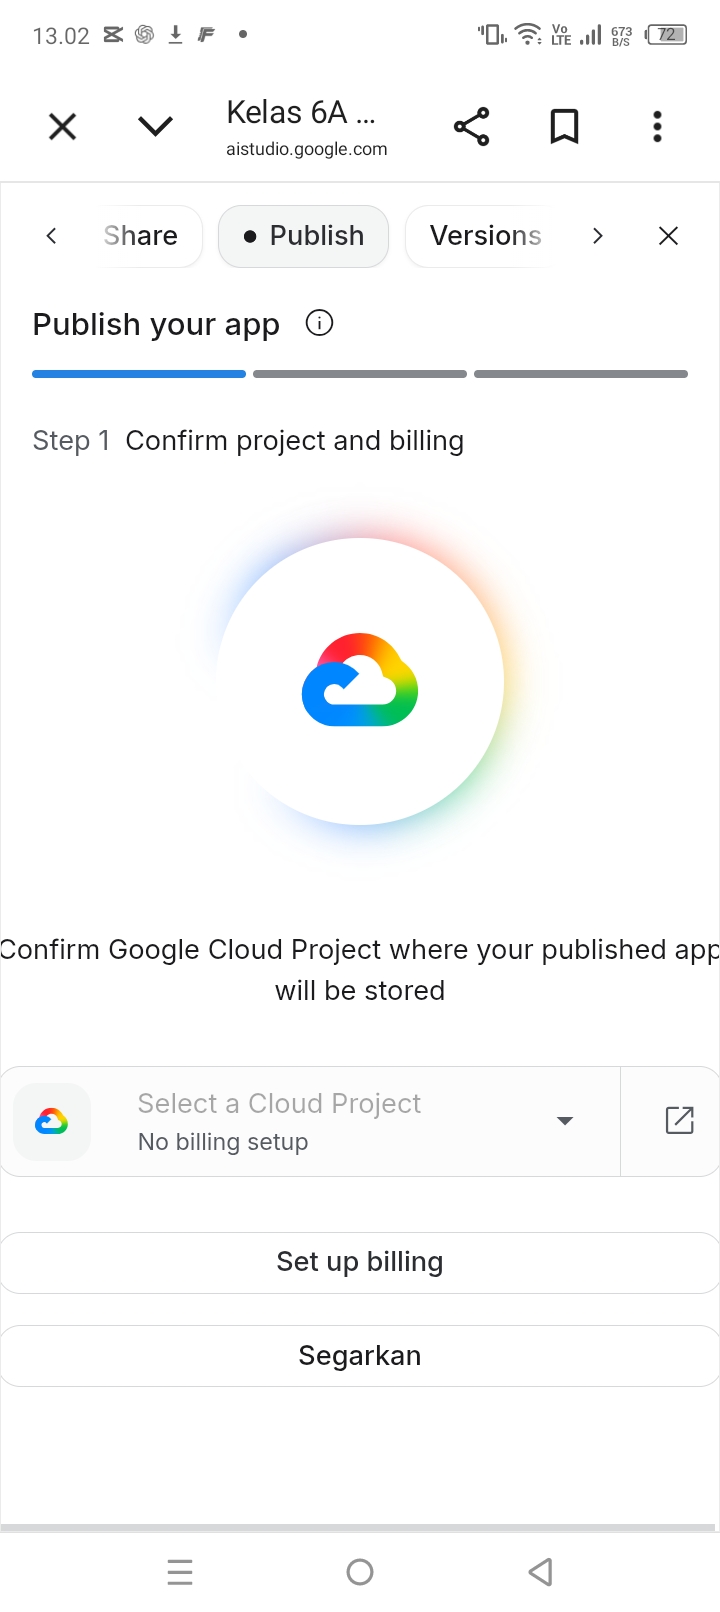 13.02
Vo
LTE
673
B/S
72
Kelas 6A ...
aistudio.google.com
Share
Publish
Versions
Publish your app
Step 1 Confirm project and billing
Confirm Google Cloud Project where your published app
will be stored
Select a Cloud Project
No billing setup
Set up billing
Segarkan